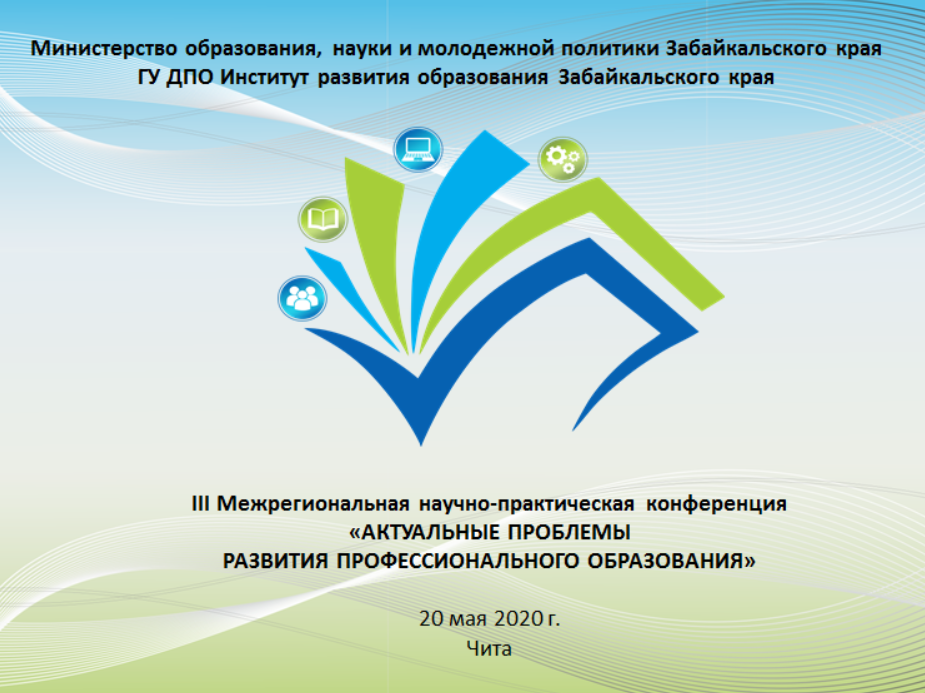 Министерство образования, науки и молодежной политики Забайкальского края
ГУ ДПО Институт развития образования Забайкальского края
III Межрегиональная научно-практическая конференция
«АКТУАЛЬНЫЕ ПРОБЛЕМЫ
РАЗВИТИЯ ПРОФЕССИОНАЛЬНОГО ОБРАЗОВАНИЯ»
20 мая 2020 г.
Чита